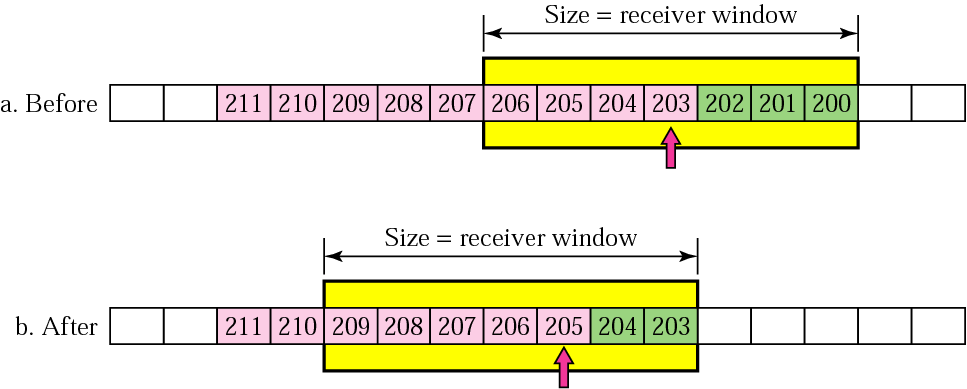 Size = receiver window
a. Before 211 210 209 208 207 206 205 204 203 202 201 200
Size = receiver window
b. After 211 210 209 208 207 206 205 204 203